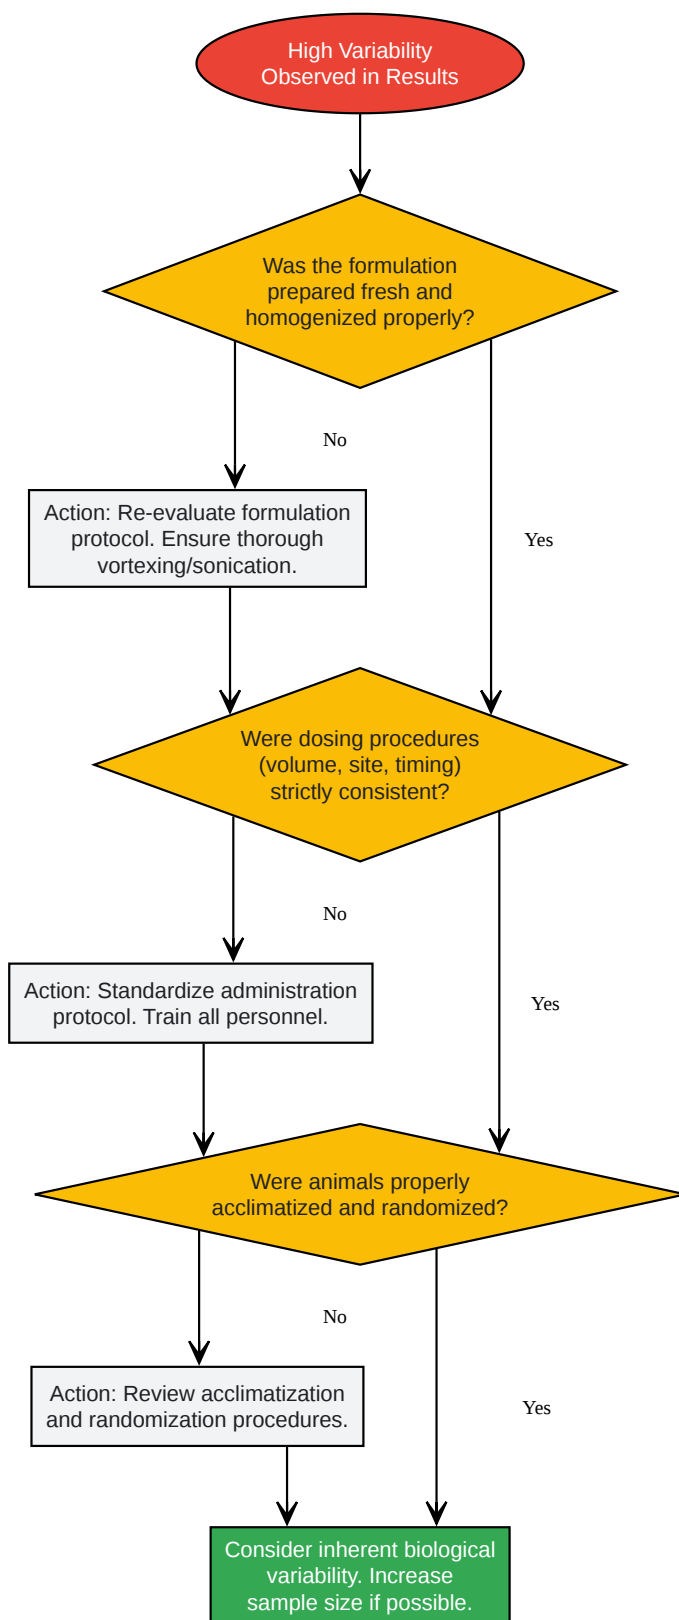 High Variability
Observed in Results
Was the formulation
prepared fresh and
homogenized properly?
No
Action: Re-evaluate formulation
protocol. Ensure thorough
vortexing/sonication.
Yes
Were dosing procedures
(volume, site, timing)
strictly consistent?
No
Action: Standardize administration
protocol. Train all personnel.
Yes
Were animals properly
acclimatized and randomized?
No
Action: Review acclimatization
and randomization procedures.
Yes
Consider inherent biological
variability. Increase
sample size if possible.